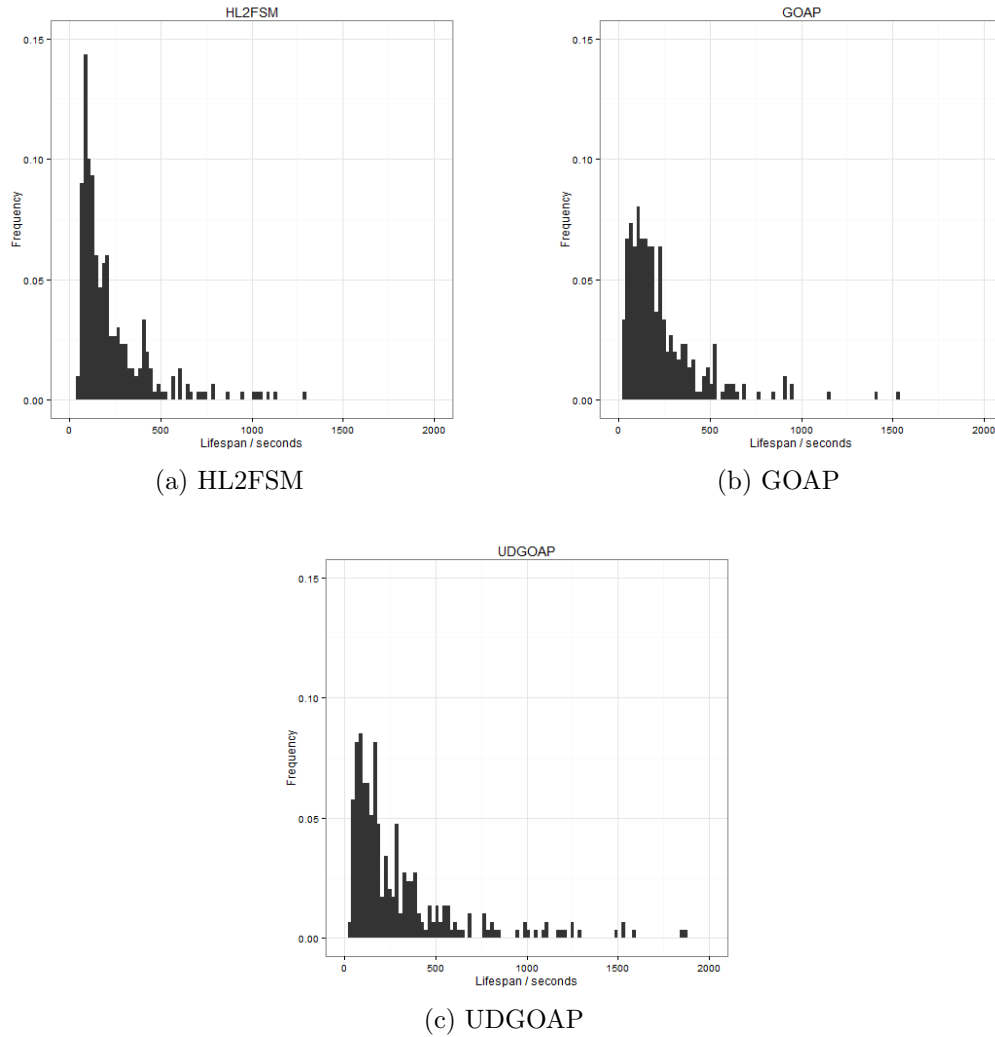 HL2FSM
0.15
0.10
0.05
0.00
Frequency
0 500 1000 1500 2000
Lifespan / seconds
(a) HL2FSM
GOAP
0.15
0.10
0.05
0.00
Frequency
0 500 1000 1500 2000
Lifespan / seconds
(b) GOAP
UDGOAP
0.15
0.10
0.05
0.00
Frequency
0 500 1000 1500 2000
Lifespan / seconds
(c) UDGOAP